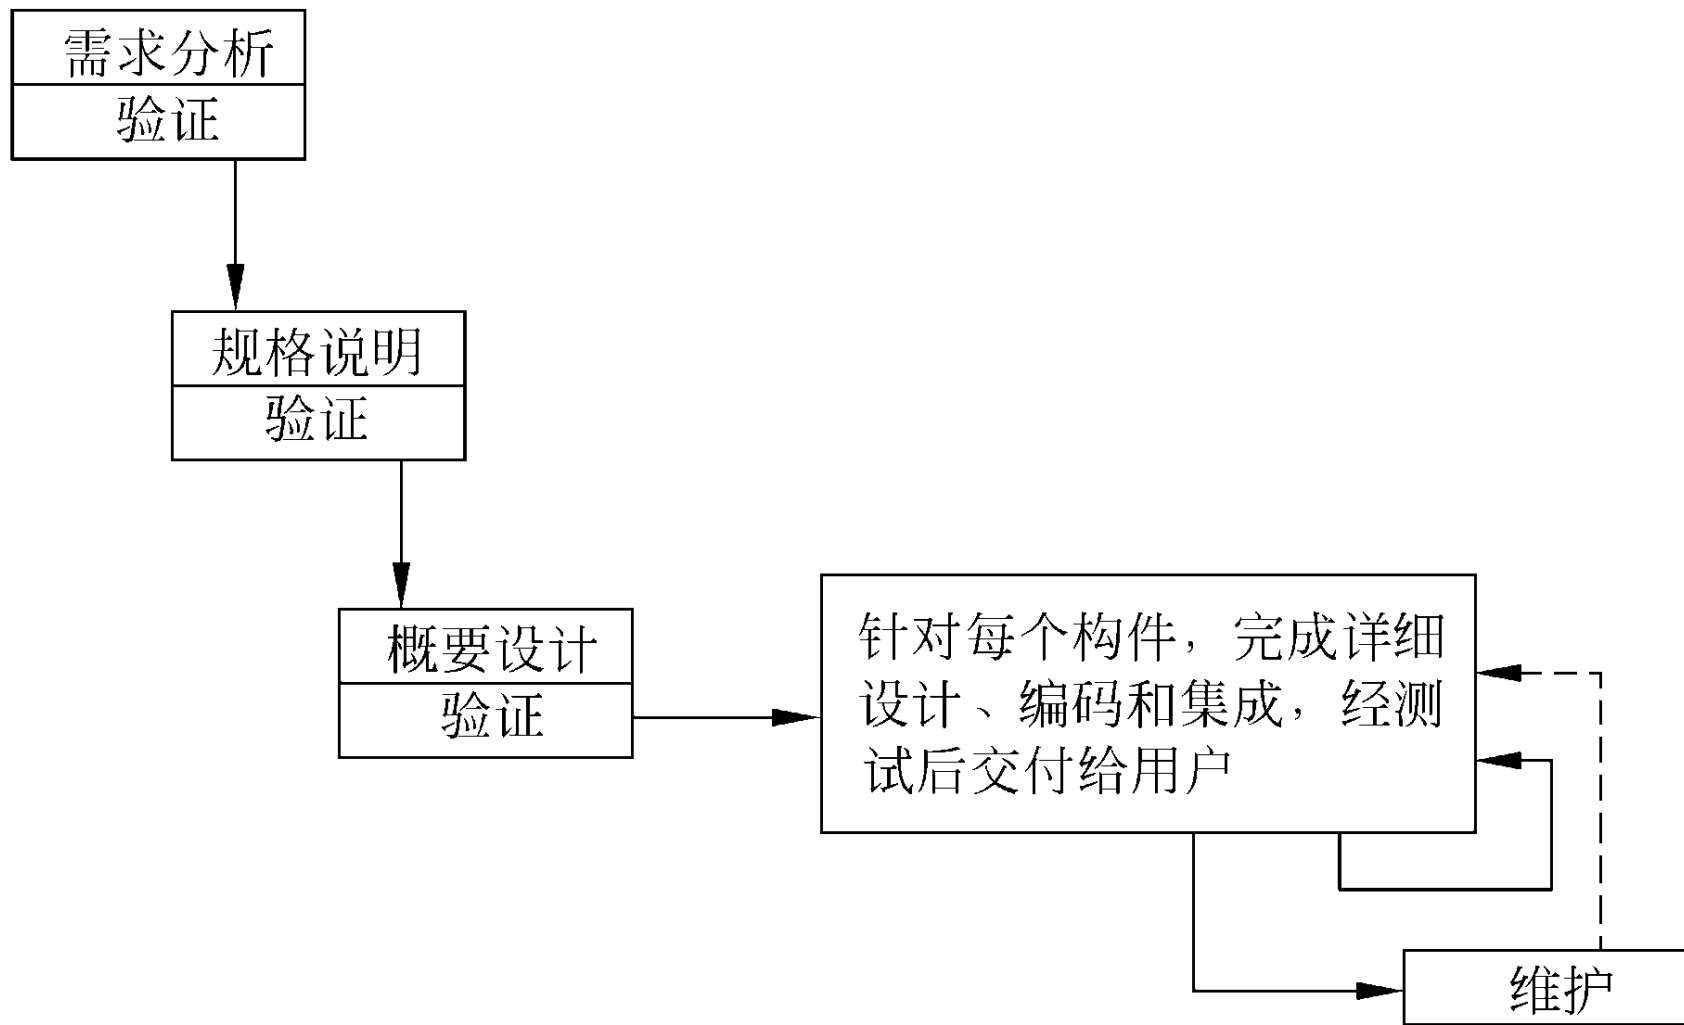 需求分析
验证
规格说明
验证
概要设计
验证
针对每个构件，完成详细
设计、编码和集成，经测
试后交付给用户
维护